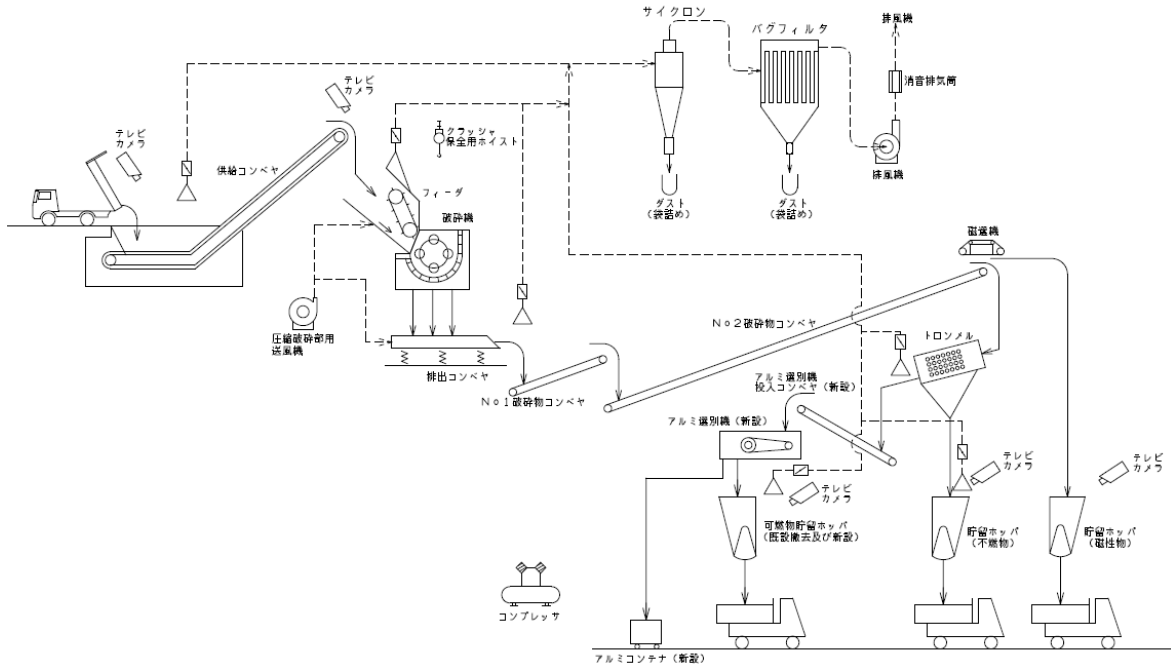 サイクロン
バグフィルタ
排風機
消音排気筒
排風機
テレビ
カメラ
テレビ
カメラ
クラッシャ
保全用ホイスト
供給コンベヤ
フィーダ
破砕機
ダスト
(袋詰め)
ダスト
(袋詰め)
磁選機
圧縮破砕部用
送風機
排出コンベヤ
No1破砕物コンベヤ
No2破砕物コンベヤ
トロンメル
アルミ選別機
投入コンベヤ(新設)
アルミ選別機(新設)
テレビ
カメラ
テレビ
カメラ
テレビ
カメラ
可燃物貯留ホッパ
(既設撤去及び新設)
貯留ホッパ
(不燃物)
貯留ホッパ
(磁性物)
コンプレッサ
アルミコンテナ(新設)